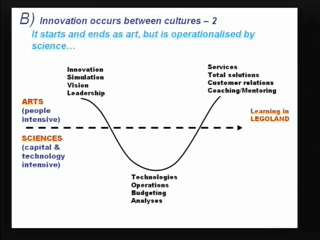 B) Innovation occurs between cultures – 2
It starts and ends as art, but is operationalised by
science…
Innovation
Simulation
Vision
Leadership
Services
Total solutions
Customer relations
Coaching/Mentoring
ARTS
(people
intensive)
Learning in
LEGOLAND
SCIENCES
(capital &
technology
intensive)
Technologies
Operations
Budgeting
Analyses